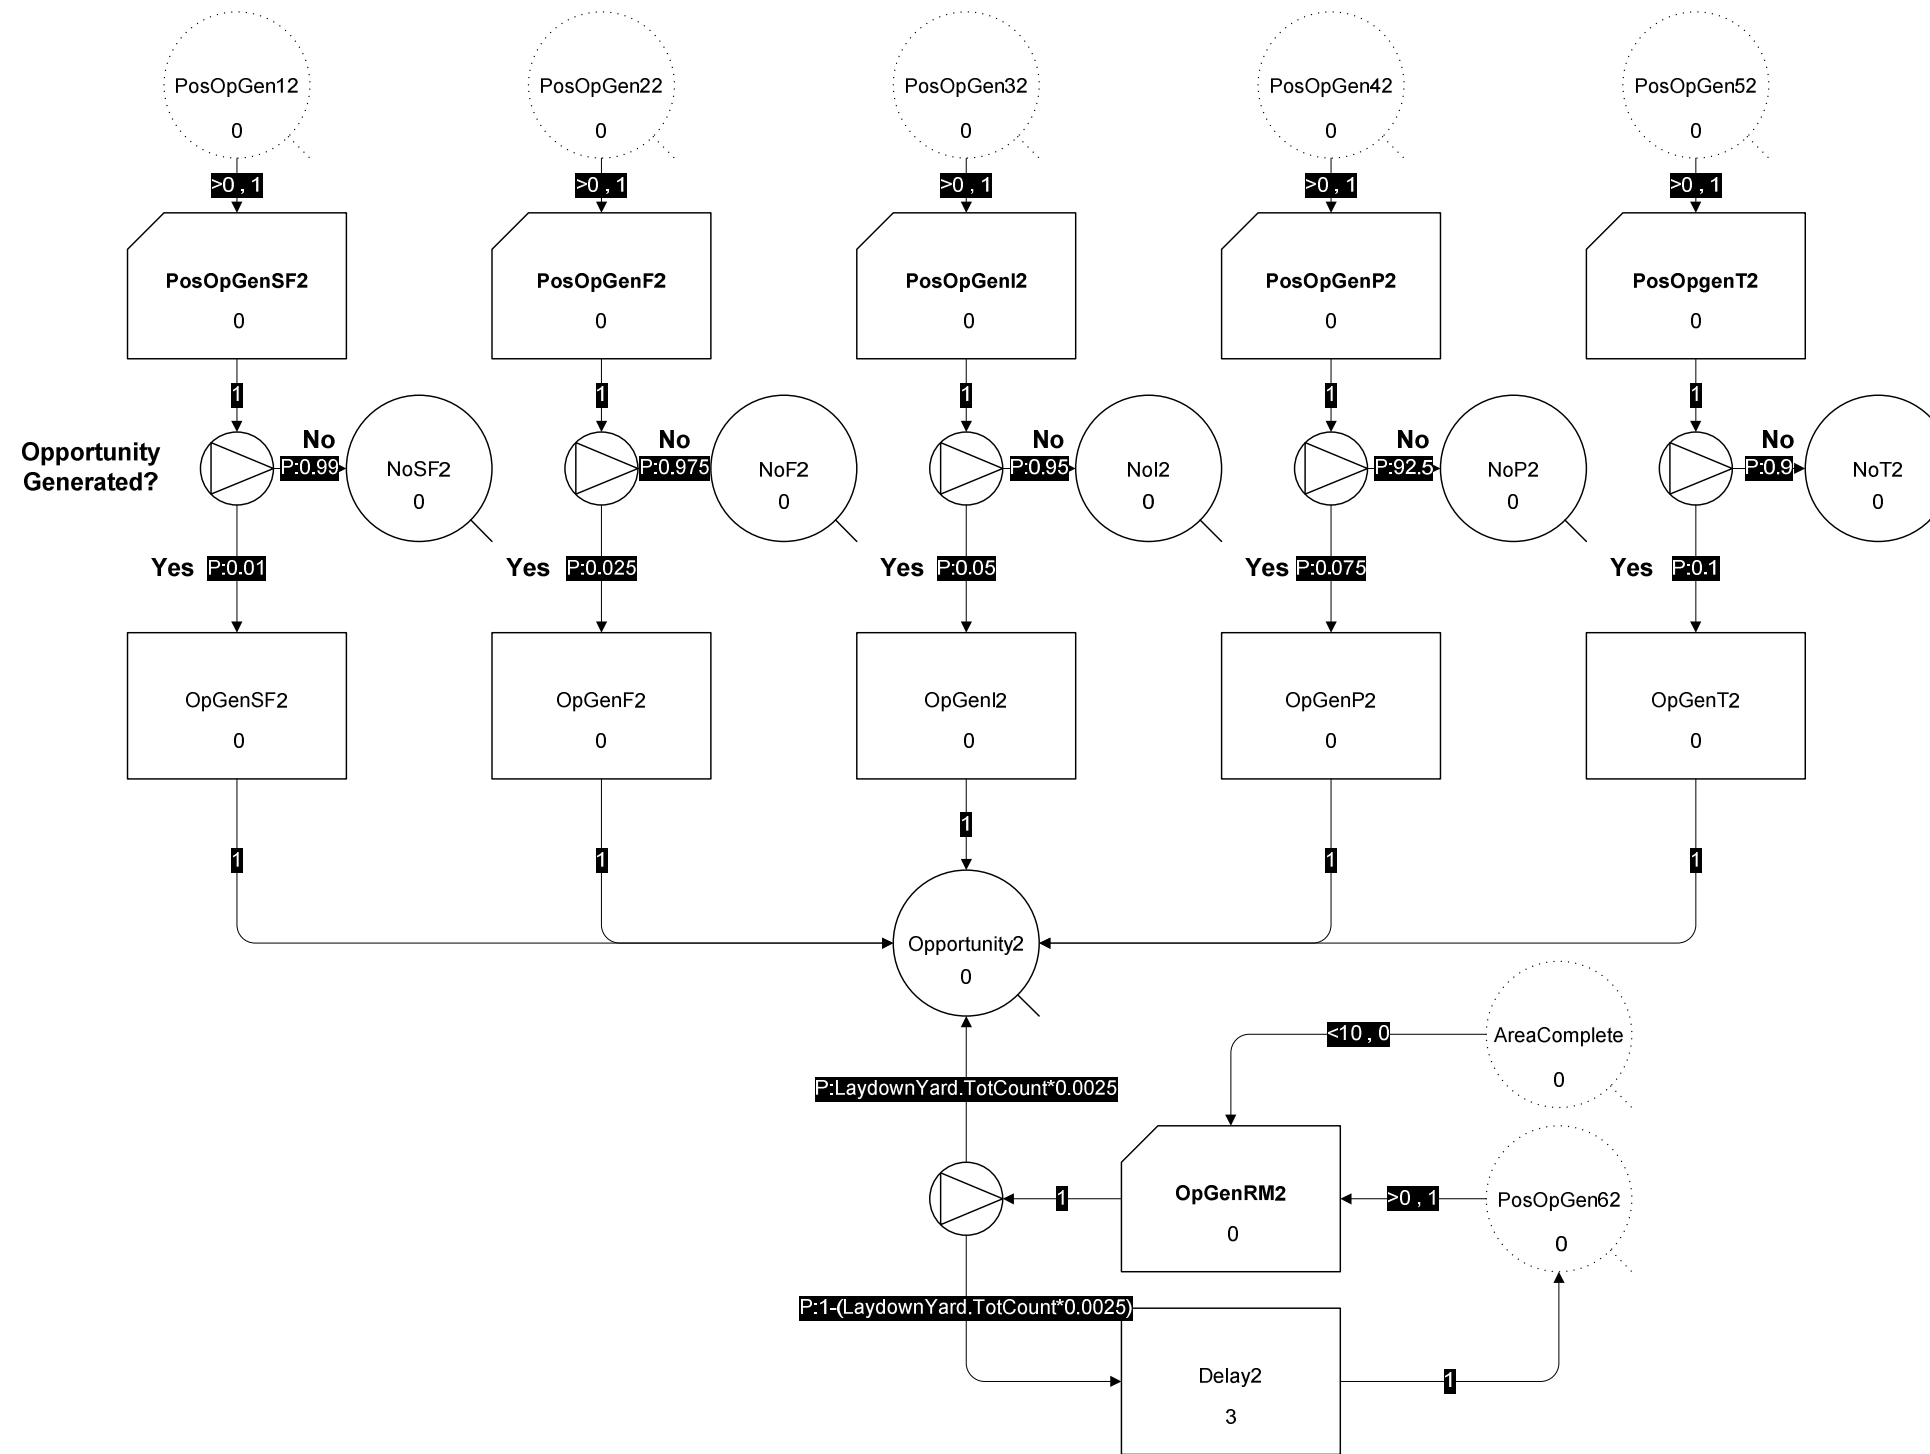 PosOpGen12
0
PosOpGen22
0
PosOpGen32
0
PosOpGen42
0
PosOpGen52
0
>0 , 1
>0 , 1
>0 , 1
>0 , 1
>0 , 1
PosOpGenSF2
0
PosOpGenF2
0
PosOpGenI2
0
PosOpGenP2
0
PosOpgenT2
0
1
1
1
1
1
Opportunity
Generated?
No
P:0.99
NoSF2
0
No
P:0.975
NoF2
0
No
P:0.95
NoI2
0
No
P:92.5
NoP2
0
No
P:0.9
NoT2
0
Yes P:0.01
Yes P:0.025
Yes P:0.05
Yes P:0.075
Yes P:0.1
OpGenSF2
0
OpGenF2
0
OpGenI2
0
OpGenP2
0
OpGenT2
0
1
1
1
1
1
Opportunity2
0
<10 , 0
AreaComplete
0
P:LaydownYard.TotCount*0.0025
1
OpGenRM2
0
>0 , 1
PosOpGen62
0
P:1-(LaydownYard.TotCount*0.0025)
Delay2
3
1